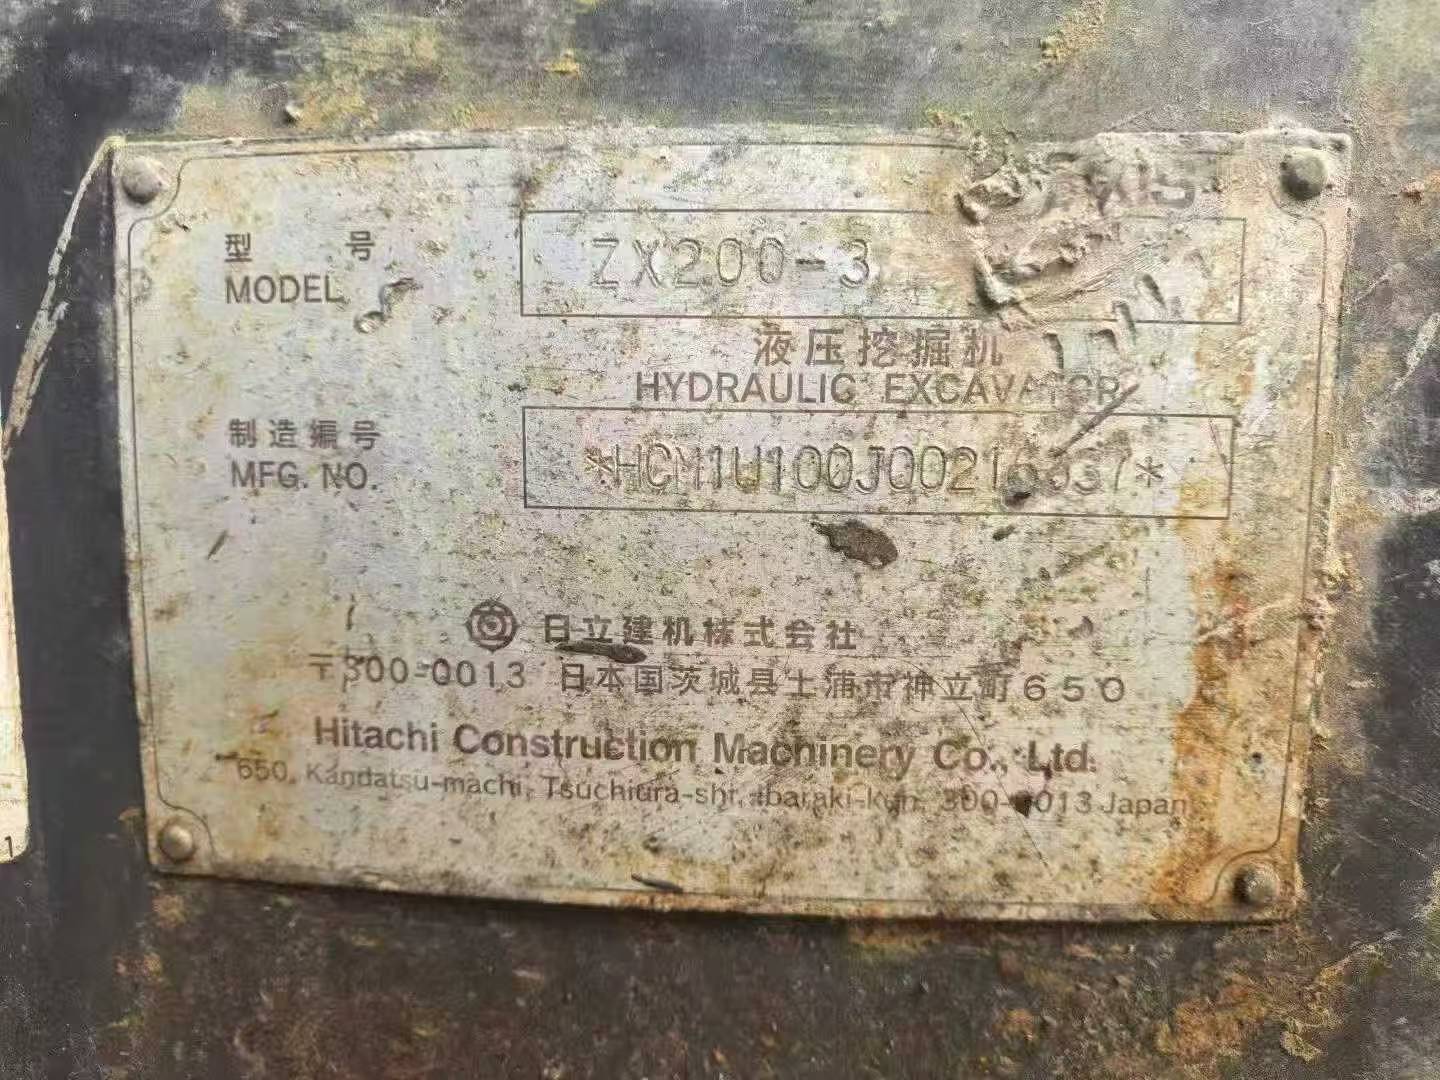 型 号
MODEL
ZX200-3
液压挖掘机
HYDRAULIC EXCAVATOR
制造编号
MFG. NO.
*HCM1U100J00216637*
日立建机株式会社
〒300-0013 日本国茨城县土浦市神立町650
Hitachi Construction Machinery Co., Ltd.
650, Kandatsu-machi, Tsuchiura-shi, Ibaraki-ken, 300-0013 Japan
1